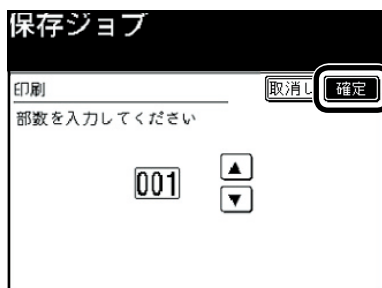 保存ジョブ
印刷
取消し 確定
部数を入力してください
001